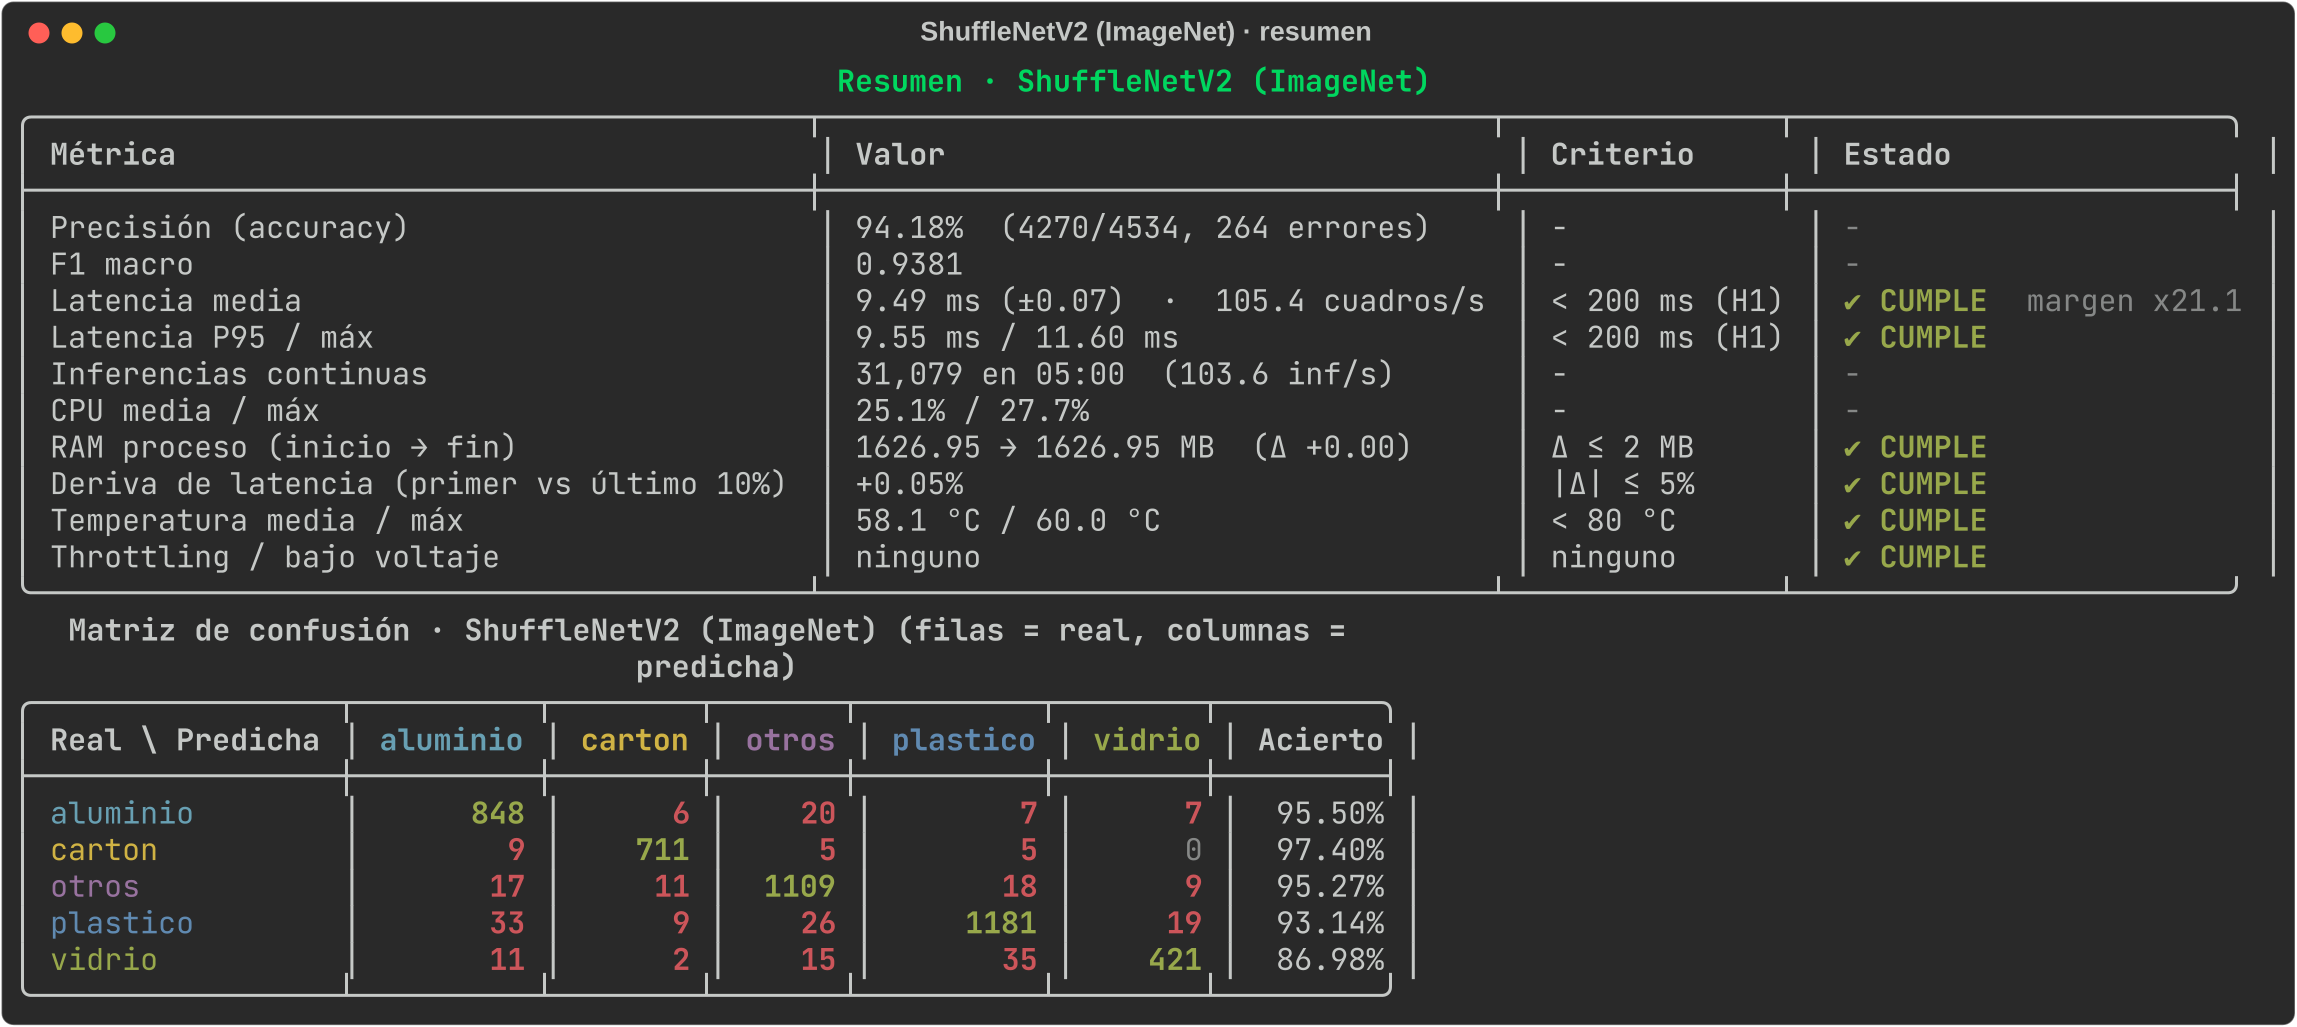 ShuffleNetV2 (ImageNet) · resumen
Resumen · ShuffleNetV2 (ImageNet)
Métrica Valor Criterio Estado
Precisión (accuracy) 94.18% (4270/4534, 264 errores) - -
F1 macro 0.9381 - -
Latencia media 9.49 ms (±0.07) · 105.4 cuadros/s < 200 ms (H1) ✔ CUMPLE margen x21.1
Latencia P95 / máx 9.55 ms / 11.60 ms < 200 ms (H1) ✔ CUMPLE
Inferencias continuas 31,079 en 05:00 (103.6 inf/s) - -
CPU media / máx 25.1% / 27.7% - -
RAM proceso (inicio → fin) 1626.95 → 1626.95 MB (Δ +0.00) Δ ≤ 2 MB ✔ CUMPLE
Deriva de latencia (primer vs último 10%) +0.05% |Δ| ≤ 5% ✔ CUMPLE
Temperatura media / máx 58.1 °C / 60.0 °C < 80 °C ✔ CUMPLE
Throttling / bajo voltaje ninguno ninguno ✔ CUMPLE
Matriz de confusión · ShuffleNetV2 (ImageNet) (filas = real, columnas =
predicha)
Real \ Predicha aluminio carton otros plastico vidrio Acierto
aluminio 848 6 20 7 7 95.50%
carton 9 711 5 5 0 97.40%
otros 17 11 1109 18 9 95.27%
plastico 33 9 26 1181 19 93.14%
vidrio 11 2 15 35 421 86.98%